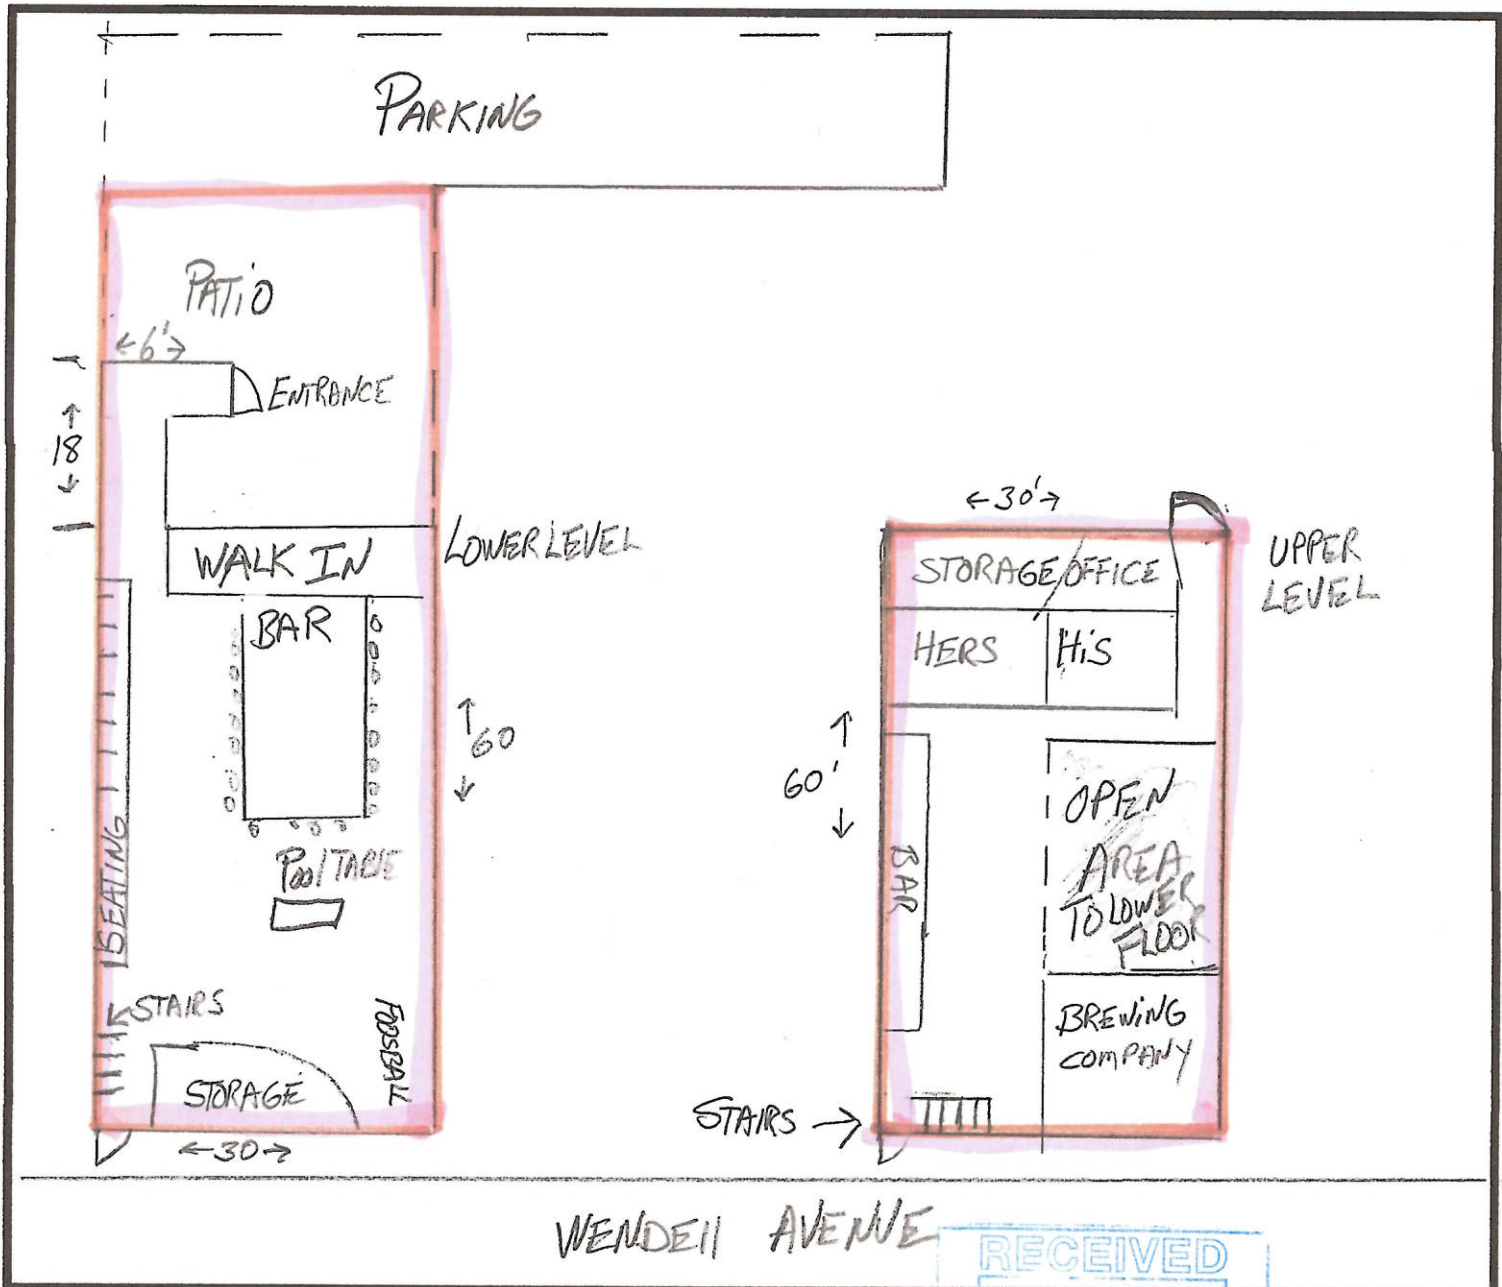 PARKING
PATIO
←6'→
ENTRANCE
↑
18
↓
WALK IN
LOWER LEVEL
BAR
↑
60
↓
SEATING
Pool TABLE
STAIRS
STORAGE
FOOSBALL
←30→
←30'→
STORAGE/OFFICE
UPPER
LEVEL
HERS
HiS
↑
60'
↓
BAR
OPEN
AREA
TO LOWER
FLOOR
BREWING
COMPANY
STAIRS →
WENDEll AVENUE
RECEIVED